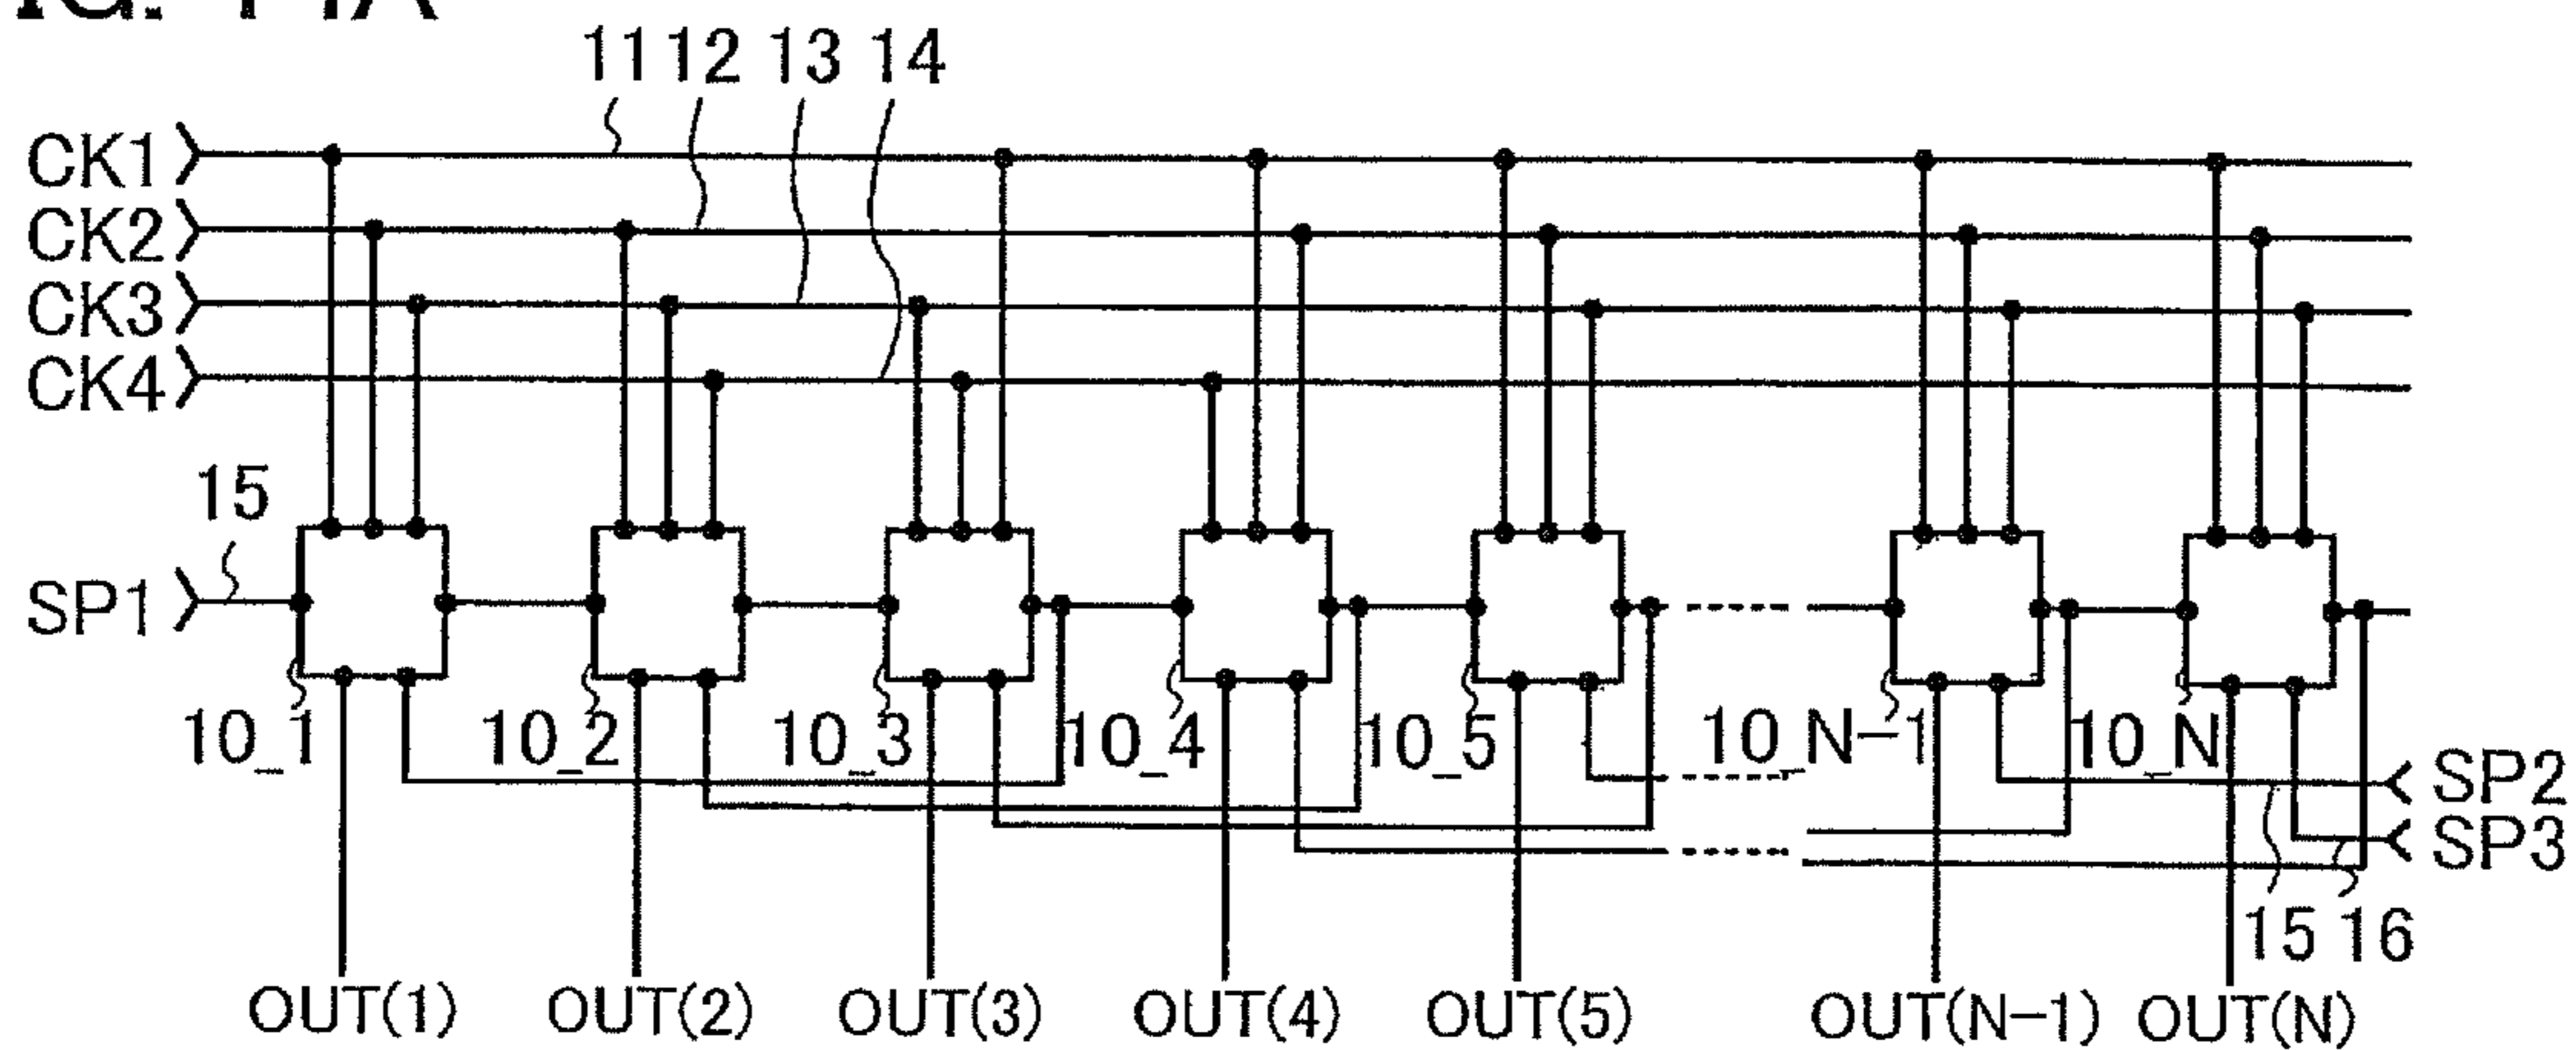 11 12 13 14
CK1
CK2
CK3
CK4
15
SP1
10_1 10_2 10_3 10_4 10_5 10_N-1 10_N
SP2
SP3
15 16
OUT(1) OUT(2) OUT(3) OUT(4) OUT(5) OUT(N-1) OUT(N)